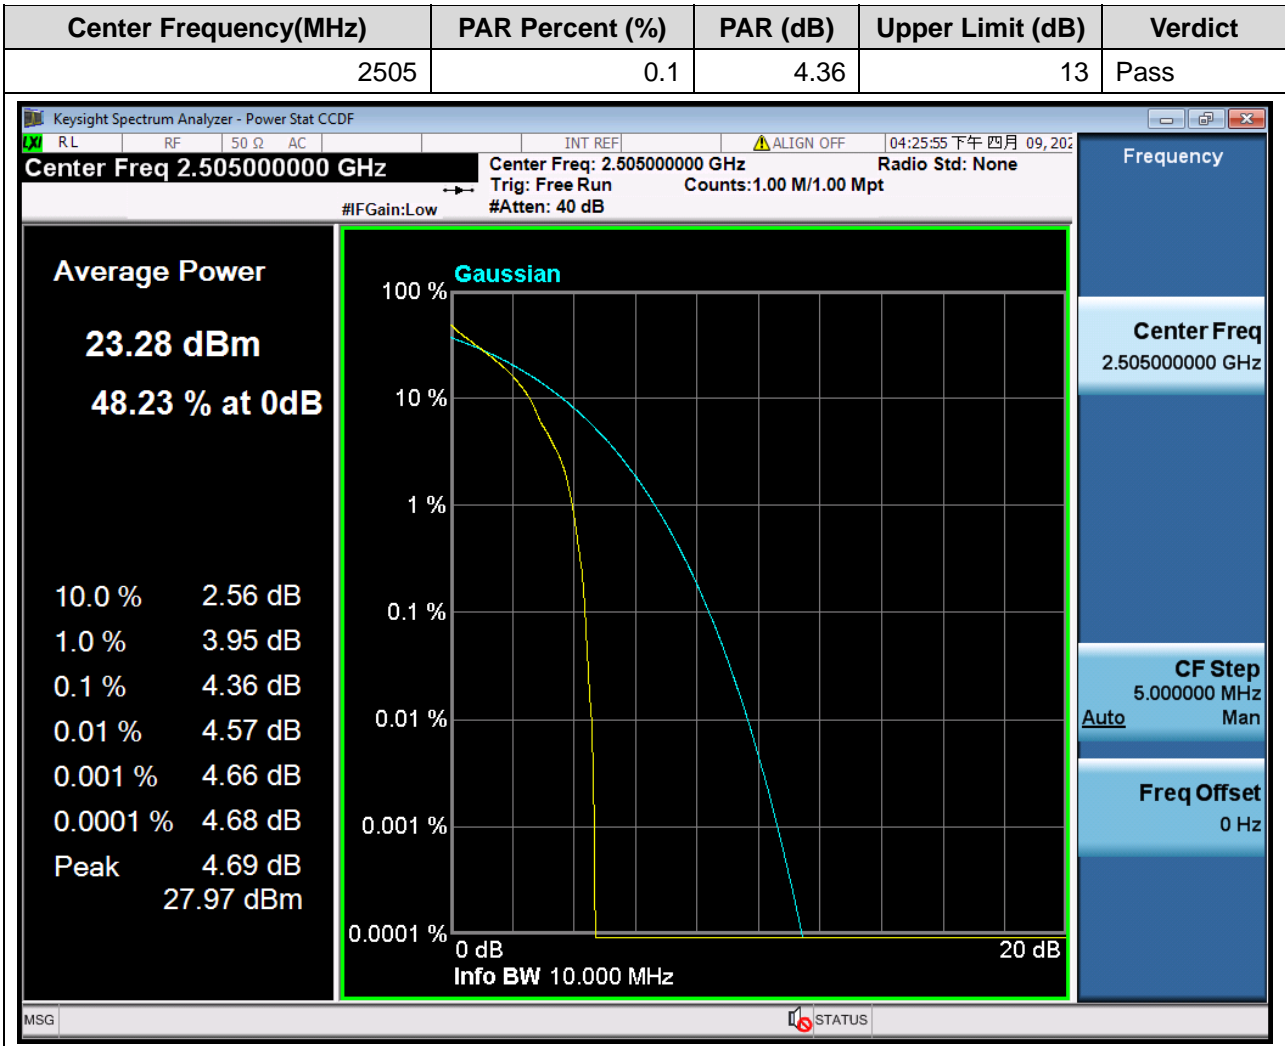 Center Frequency(MHz) PAR Percent (%) PAR (dB) Upper Limit (dB) Verdict
2505 0.1 4.36 13 Pass
Keysight Spectrum Analyzer - Power Stat CCDF
LXI RL RF 50 Ω AC INT REF ALIGN OFF 04:25:55 下午 四月 09, 202
Center Freq 2.505000000 GHz
Center Freq: 2.505000000 GHz Radio Std: None
Trig: Free Run Counts:1.00 M/1.00 Mpt
#IFGain:Low #Atten: 40 dB
Frequency
Average Power
23.28 dBm
48.23 % at 0dB
10.0 % 2.56 dB
1.0 % 3.95 dB
0.1 % 4.36 dB
0.01 % 4.57 dB
0.001 % 4.66 dB
0.0001 % 4.68 dB
Peak 4.69 dB
27.97 dBm
Gaussian
100 %
10 %
1 %
0.1 %
0.01 %
0.001 %
0.0001 %
0 dB 20 dB
Info BW 10.000 MHz
Center Freq
2.505000000 GHz
CF Step
5.000000 MHz
Auto Man
Freq Offset
0 Hz
MSG STATUS